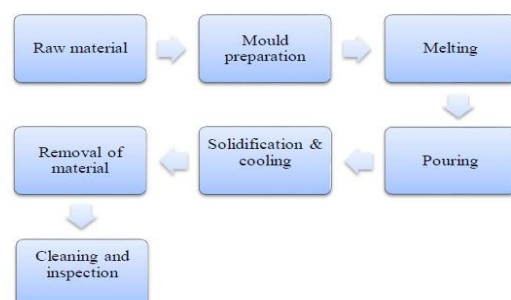 Raw material
Mould
preparation
Melting
Pouring
Solidification &
cooling
Removal of
material
Cleaning and
inspection